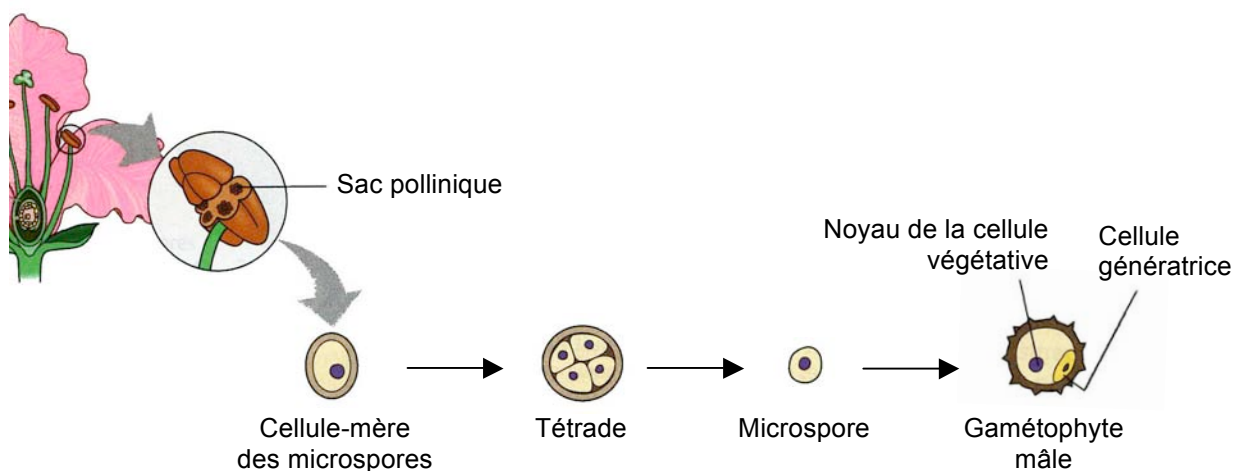 Sac pollinique
Noyau de la cellule
végétative
Cellule
génératrice
Cellule-mère
des microspores
Tétrade
Microspore
Gamétophyte
mâle